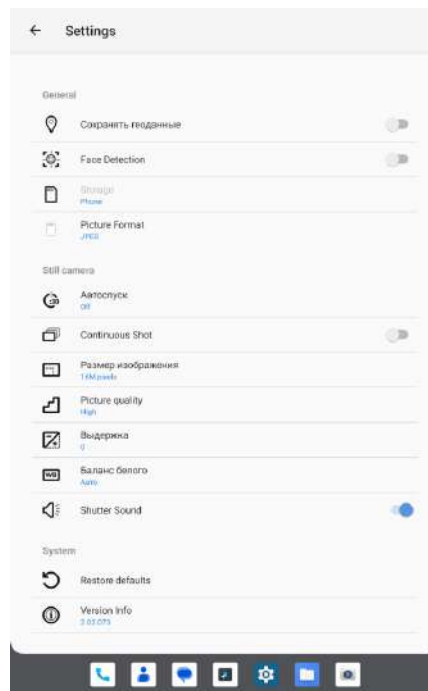 Settings
General
Сохранять геоданные
Face Detection
Storage
Phone
Picture Format
JPEG
Still camera
Автоспуск
Off
Continuous Shot
Размер изображения
Picture quality
High
Выдержка
0
Баланс белого
WB
Auto
Shutter Sound
System
Restore defaults
Version Info